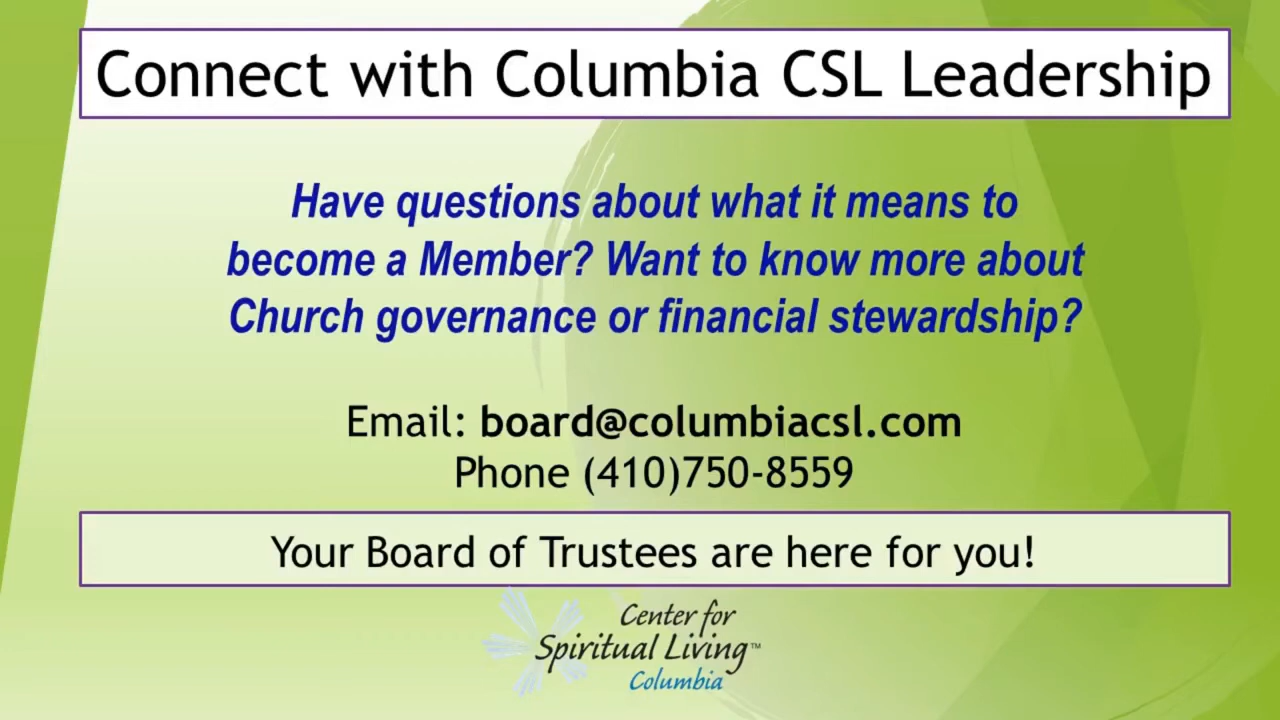 Connect with Columbia CSL Leadership
Have questions about what it means to
become a Member? Want to know more about
Church governance or financial stewardship?
Email: board@columbiacsl.com
Phone (410)750-8559
Your Board of Trustees are here for you!
Center for
Spiritual Living™
Columbia